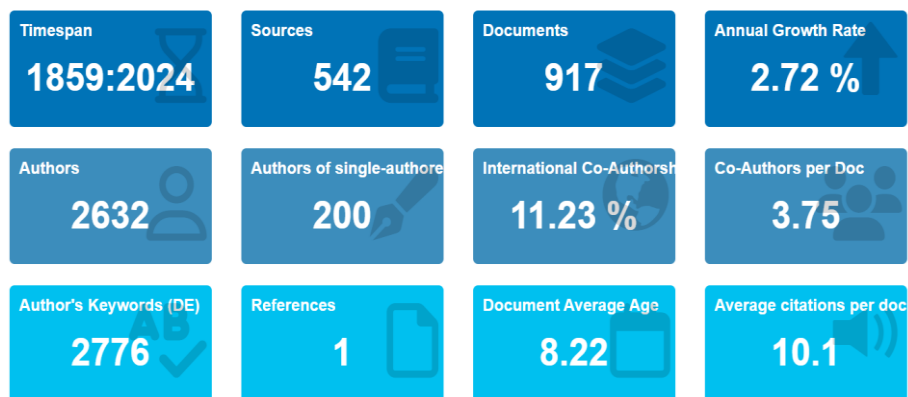 Timespan
1859:2024
Sources
542
Documents
917
Annual Growth Rate
2.72 %
Authors
2632
Authors of single-authore
200
International Co-Authorsh
11.23 %
Co-Authors per Doc
3.75
Author's Keywords (DE)
2776
References
1
Document Average Age
8.22
Average citations per doc
10.1
AB